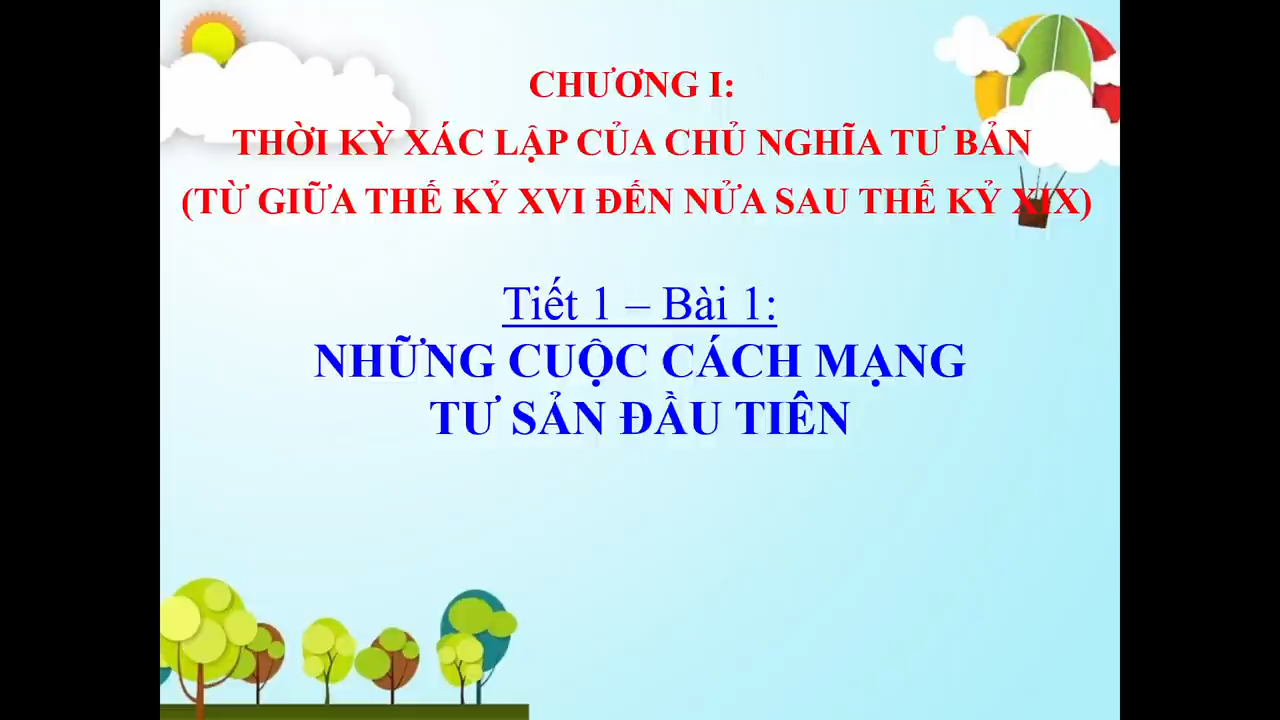 CHƯƠNG I:
THỜI KỲ XÁC LẬP CỦA CHỦ NGHĨA TƯ BẢN
(TỪ GIỮA THẾ KỶ XVI ĐẾN NỬA SAU THẾ KỶ XIX)
Tiết 1 – Bài 1:
NHỮNG CUỘC CÁCH MẠNG
TƯ SẢN ĐẦU TIÊN